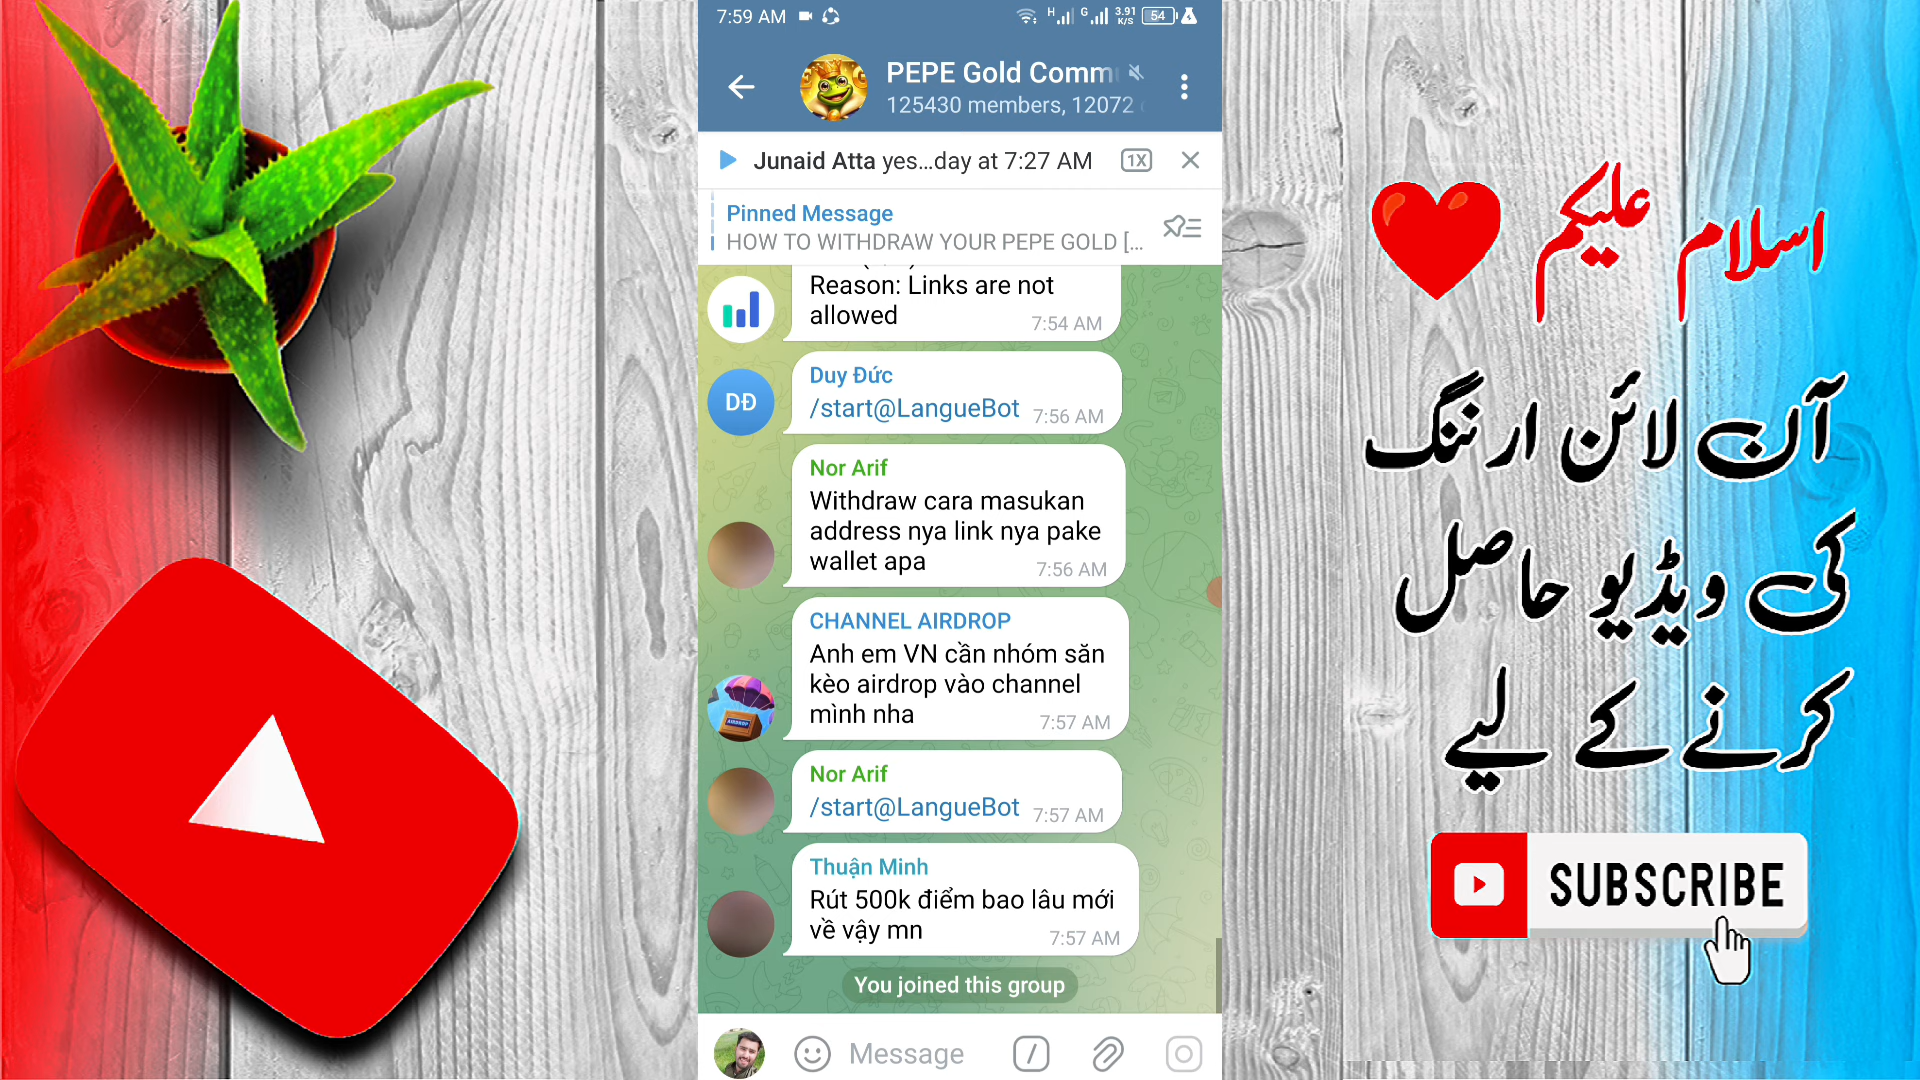 7:59 AM
H
G
3.91
K/S
54
PEPE Gold Comm
125430 members, 12072
Junaid Atta yes...day at 7:27 AM
1X
Pinned Message
HOW TO WITHDRAW YOUR PEPE GOLD [...
Reason: Links are not
allowed
7:54 AM
DĐ
Duy Đức
/start@LangueBot
7:56 AM
Nor Arif
Withdraw cara masukan
address nya link nya pake
wallet apa
7:56 AM
CHANNEL AIRDROP
Anh em VN cần nhóm săn
kèo airdrop vào channel
mình nha
7:57 AM
AIRDROP
Nor Arif
/start@LangueBot
7:57 AM
Thuận Minh
Rút 500k điểm bao lâu mới
về vậy mn
7:57 AM
You joined this group
Message
اسلام علیکم
آن لائن ارننگ
کی ویڈیو حاصل
کرنے کے لیے
SUBSCRIBE